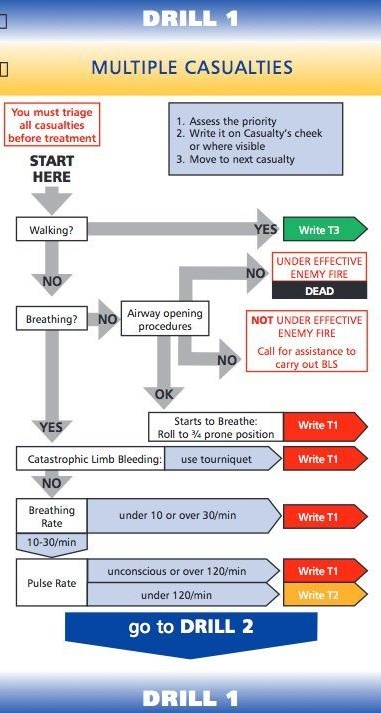 DRILL 1
MULTIPLE CASUALTIES
You must triage
all casualties
before treatment
1. Assess the priority
2. Write it on Casualty's cheek
or where visible
3. Move to next casualty
START
HERE
Walking?
YES
Write T3
NO
UNDER EFFECTIVE
ENEMY FIRE
DEAD
NO
Breathing?
NO
Airway opening
procedures
NOT UNDER EFFECTIVE
ENEMY FIRE
Call for assistance to
carry out BLS
NO
OK
YES
Starts to Breathe:
Roll to ¾ prone position
Write T1
Catastrophic Limb Bleeding:
use tourniquet
Write T1
NO
Breathing
Rate
under 10 or over 30/min
Write T1
10-30/min
Pulse Rate
unconscious or over 120/min
Write T1
under 120/min
Write T2
go to DRILL 2
DRILL 1